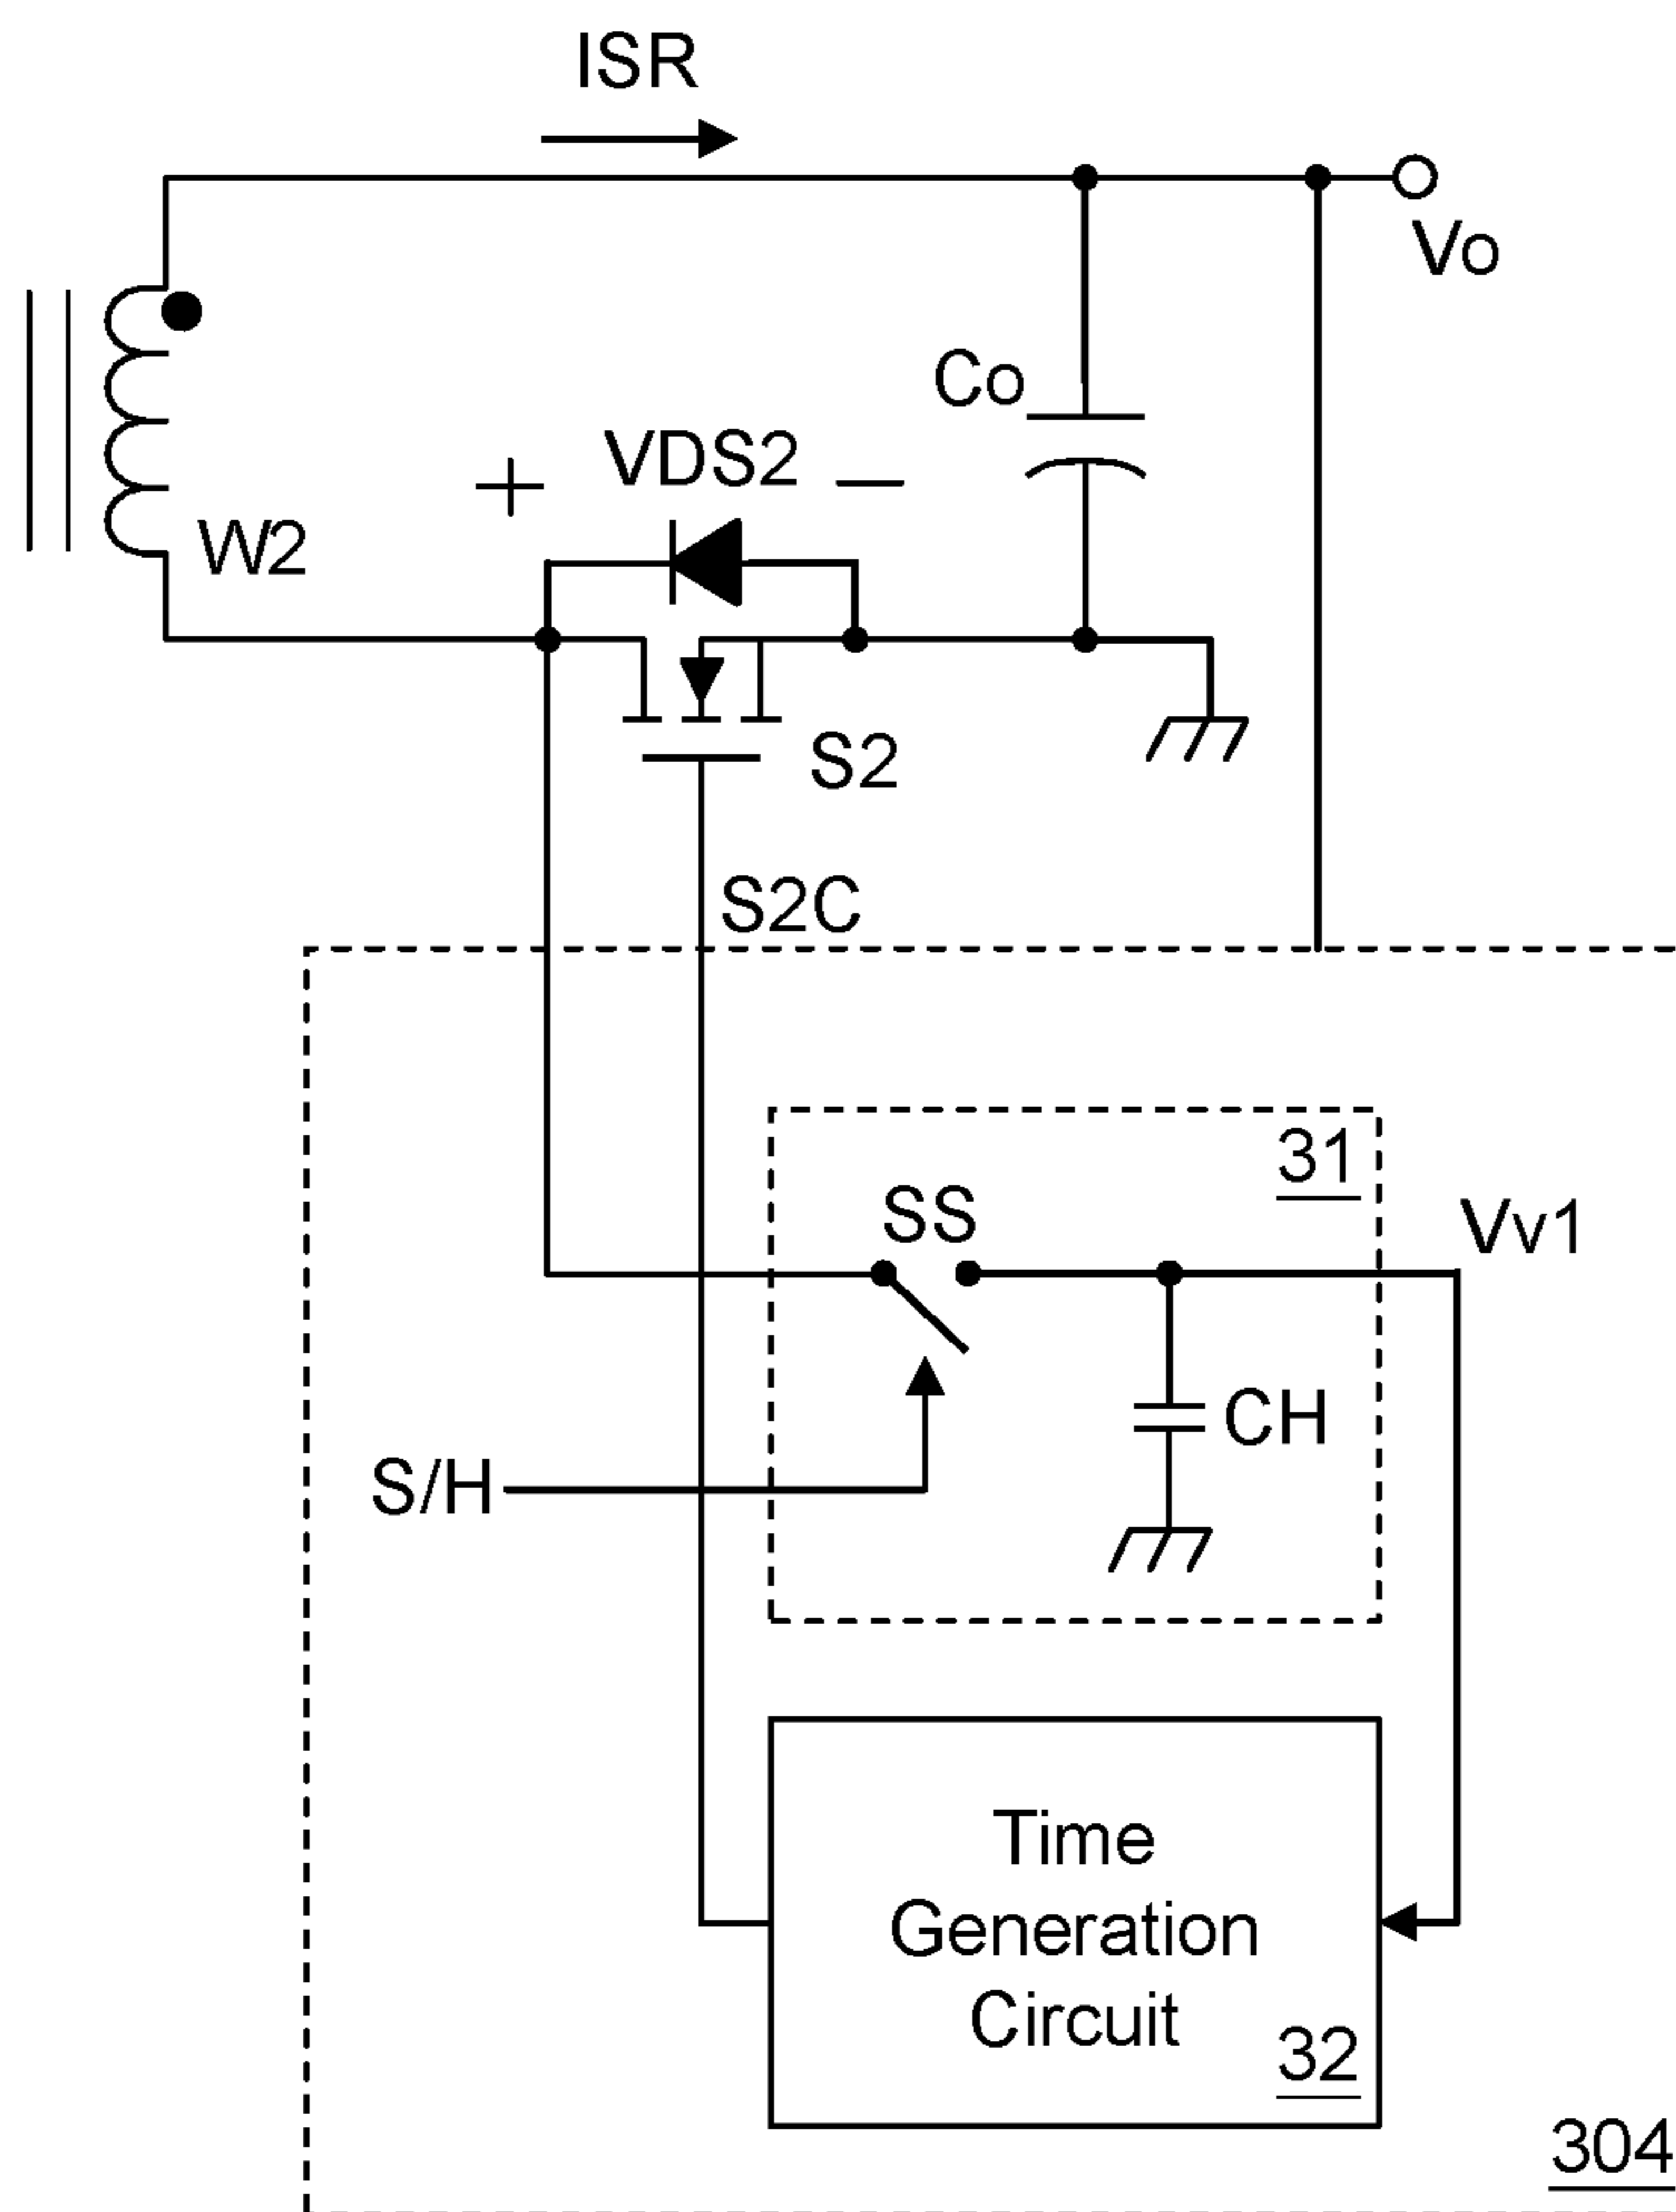 ISR
Vo
Co
+ VDS2 −
W2
S2
S2C
31
SS
Vv1
CH
S/H
Time
Generation
Circuit
32
304